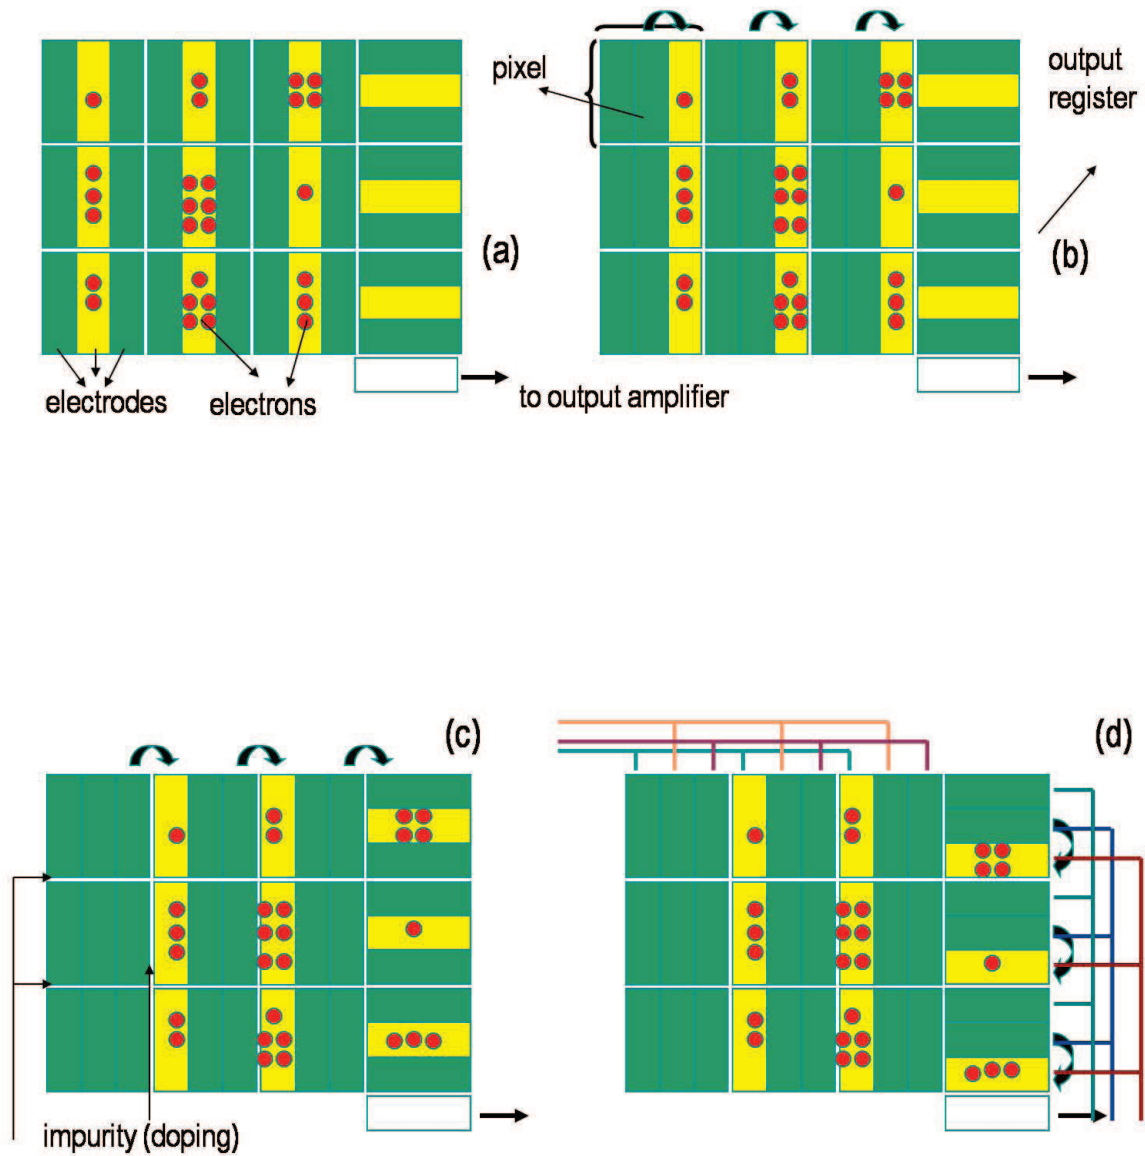 pixel
output
register
(a)
(b)
electrodes
electrons
to output amplifier
(c)
(d)
impurity (doping)